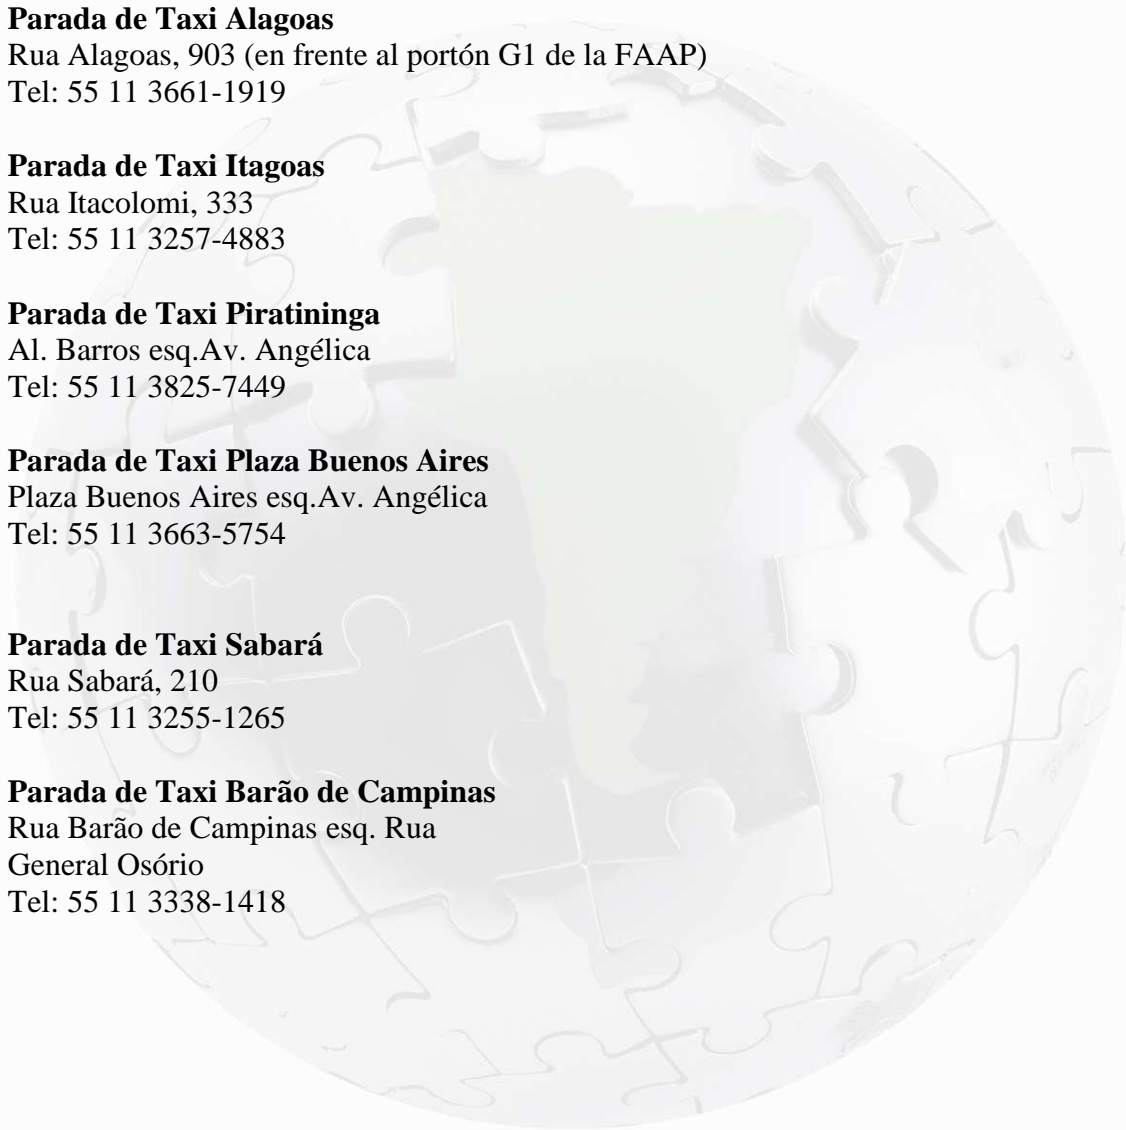 Parada de Taxi Alagoas
Rua Alagoas, 903 (en frente al portón G1 de la FAAP)
Tel: 55 11 3661-1919
Parada de Taxi Itagoas
Rua Itacolomi, 333
Tel: 55 11 3257-4883
Parada de Taxi Piratininga
Al. Barros esq.Av. Angélica
Tel: 55 11 3825-7449
Parada de Taxi Plaza Buenos Aires
Plaza Buenos Aires esq.Av. Angélica
Tel: 55 11 3663-5754
Parada de Taxi Sabará
Rua Sabará, 210
Tel: 55 11 3255-1265
Parada de Taxi Barão de Campinas
Rua Barão de Campinas esq. Rua
General Osório
Tel: 55 11 3338-1418